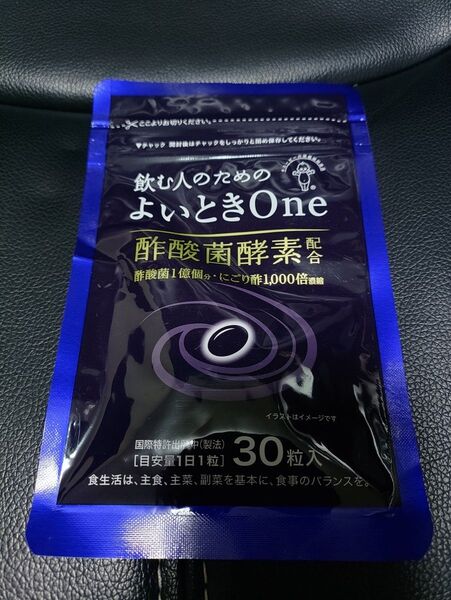 ここよりお切りください。
▼チャック 開封後はチャックをしっかりと閉め保存してください。
飲む人のための
よいときOne
®
酢酸菌酵素配合
酢酸菌1億個分・にごり酢1,000倍濃縮
イラストはイメージです
国際特許出願中(製法)
[目安量1日1粒] 30粒入
食生活は、主食、主菜、副菜を基本に、食事のバランスを。